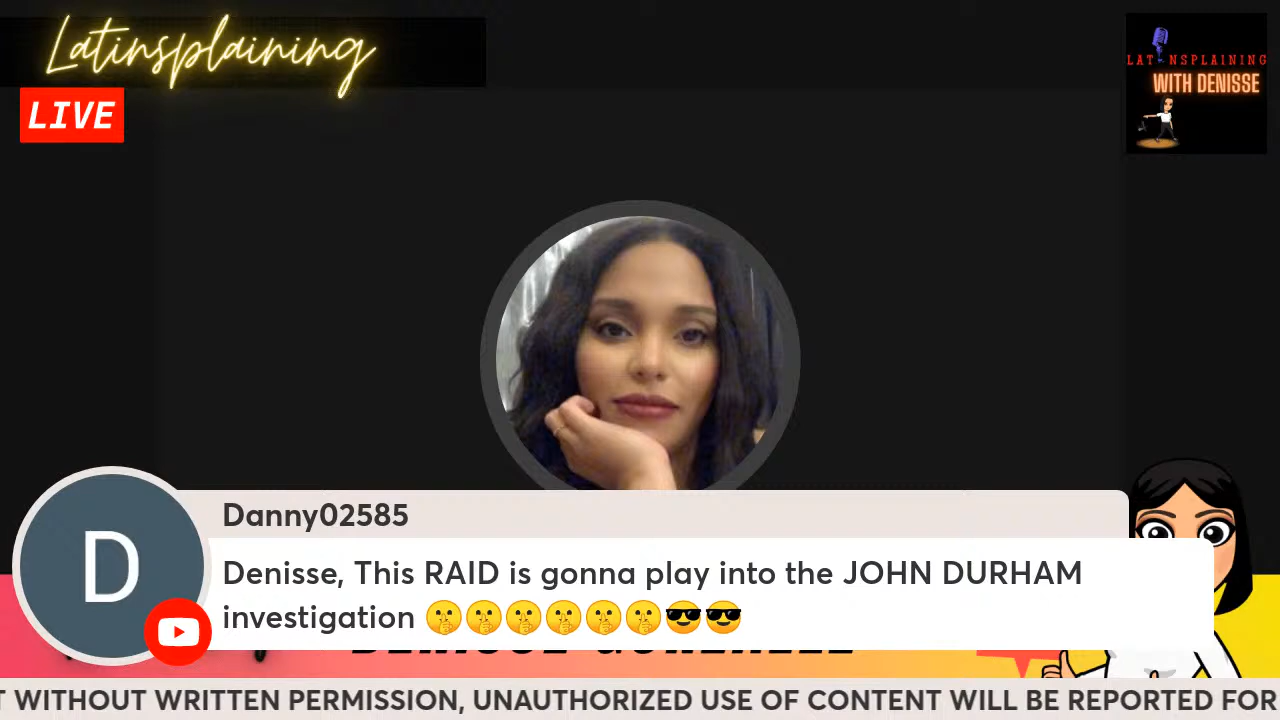 Latinsplaining
LIVE
LAT NSPLAINING
WITH DENISSE
Danny02585
Denisse, This RAID is gonna play into the JOHN DURHAM
investigation 🤫🤫🤫🤫🤫🤫😎😎
D
T WITHOUT WRITTEN PERMISSION, UNAUTHORIZED USE OF CONTENT WILL BE REPORTED FOR